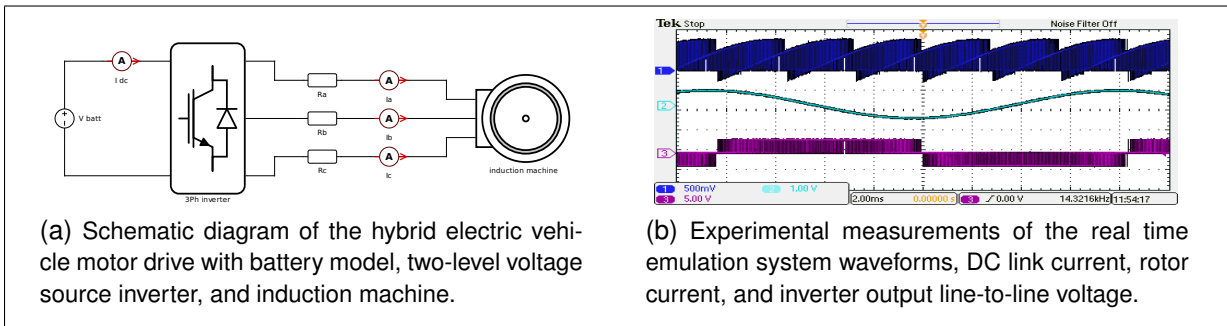 I dc
V batt
3Ph inverter
Ra
Rb
Rc
A
A
A
A
Ia
Ib
Ic
induction machine
(a) Schematic diagram of the hybrid electric vehi-
cle motor drive with battery model, two-level voltage
source inverter, and induction machine.
Tek Stop
Noise Filter Off
1
2
3
1 500mV 2 1.00 V
3 5.00 V
2.00ms 0.00000 s 3 0.00 V 14.3216kHz 11:54:17
(b) Experimental measurements of the real time
emulation system waveforms, DC link current, rotor
current, and inverter output line-to-line voltage.